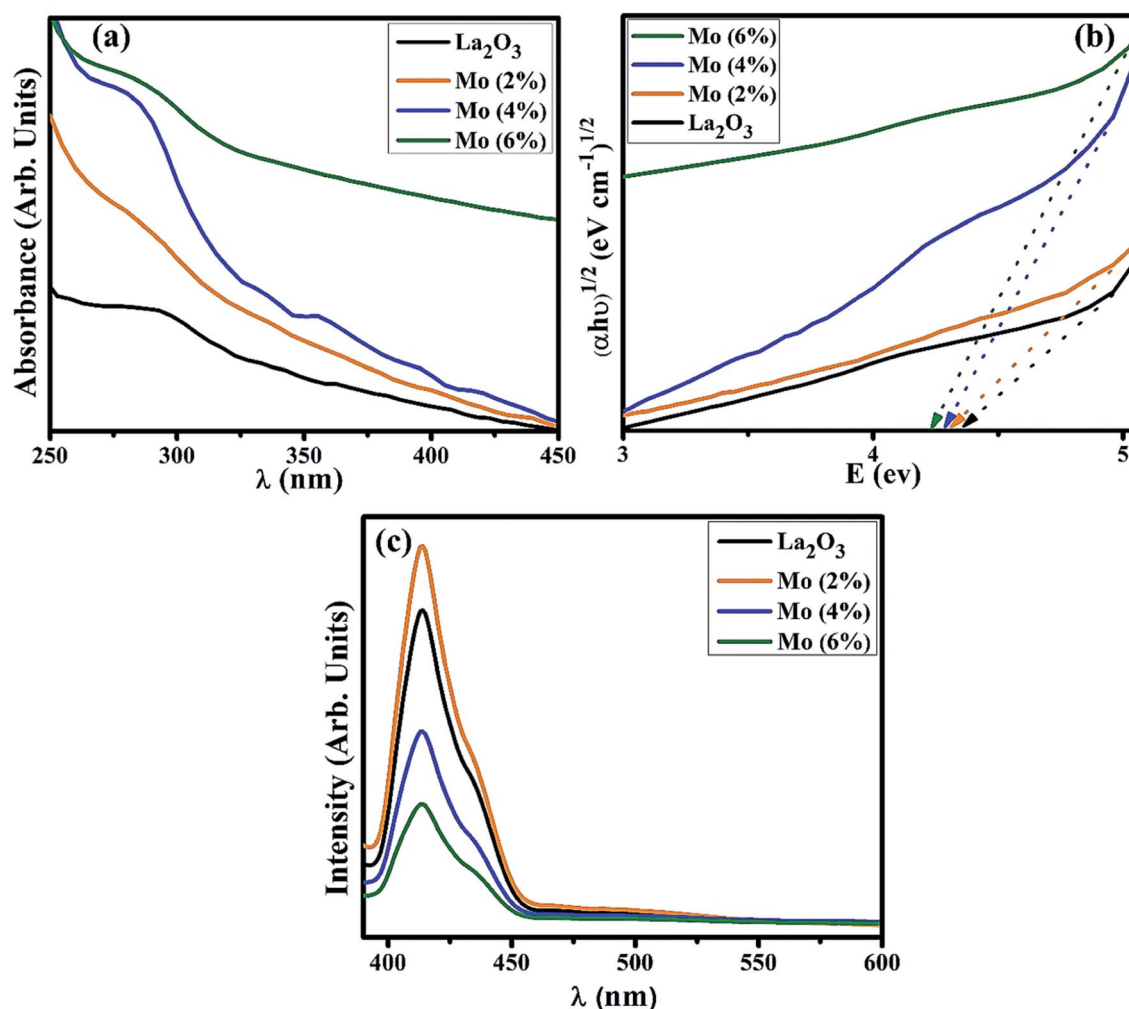 (a)
La₂O₃
Mo (2%)
Mo (4%)
Mo (6%)
Absorbance (Arb. Units)
250 300 350 400 450
λ (nm)
(b)
Mo (6%)
Mo (4%)
Mo (2%)
La₂O₃
(αhυ)¹/² (eV cm⁻¹)¹/²
3 4 5
E (ev)
(c)
La₂O₃
Mo (2%)
Mo (4%)
Mo (6%)
Intensity (Arb. Units)
400 450 500 550 600
λ (nm)